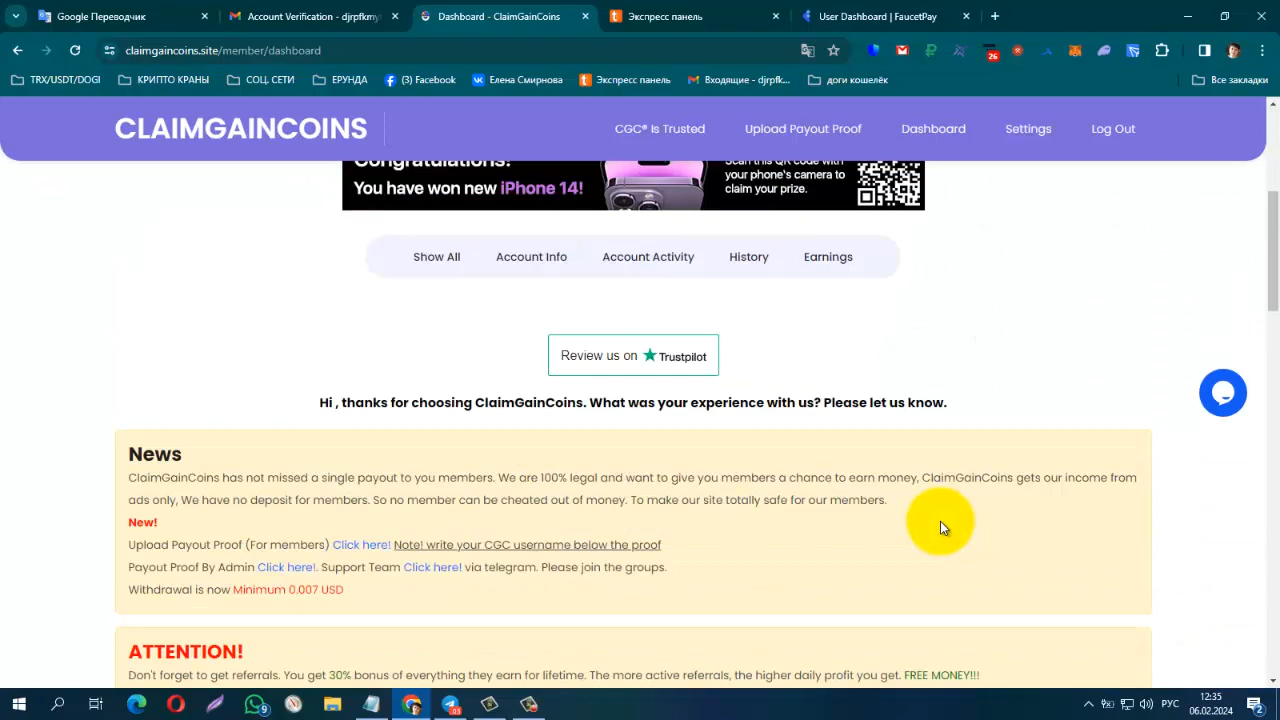 Google Переводчик
Account Verification - djrpfkmy
Dashboard - ClaimGainCoins
Экспресс панель
User Dashboard | FaucetPay
claimgaincoins.site/member/dashboard
26
TRX/USDT/DOGI
КРИПТО КРАНЫ
СОЦ. СЕТИ
ЕРУНДА
(3) Facebook
Елена Смирнова
Экспресс панель
Входящие - djrpfk...
доги кошелёк
Все закладки
CLAIMGAINCOINS
CGC® Is Trusted
Upload Payout Proof
Dashboard
Settings
Log Out
Congratulations!
You have won new iPhone 14!
Scan this QR code with
your phone's camera to
claim your prize.
Show All
Account Info
Account Activity
History
Earnings
Review us on Trustpilot
Hi , thanks for choosing ClaimGainCoins. What was your experience with us? Please let us know.
News
ClaimGainCoins has not missed a single payout to you members. We are 100% legal and want to give you members a chance to earn money, ClaimGainCoins gets our income from
ads only, We have no deposit for members. So no member can be cheated out of money. To make our site totally safe for our members.
New!
Upload Payout Proof (For members) Click here! Note! write your CGC username below the proof
Payout Proof By Admin Click here!. Support Team Click here! via telegram. Please join the groups.
Withdrawal is now Minimum 0.007 USD
ATTENTION!
Don't forget to get referrals. You get 30% bonus of everything they earn for lifetime. The more active referrals, the higher daily profit you get. FREE MONEY!!!
РУС
12:35
06.02.2024